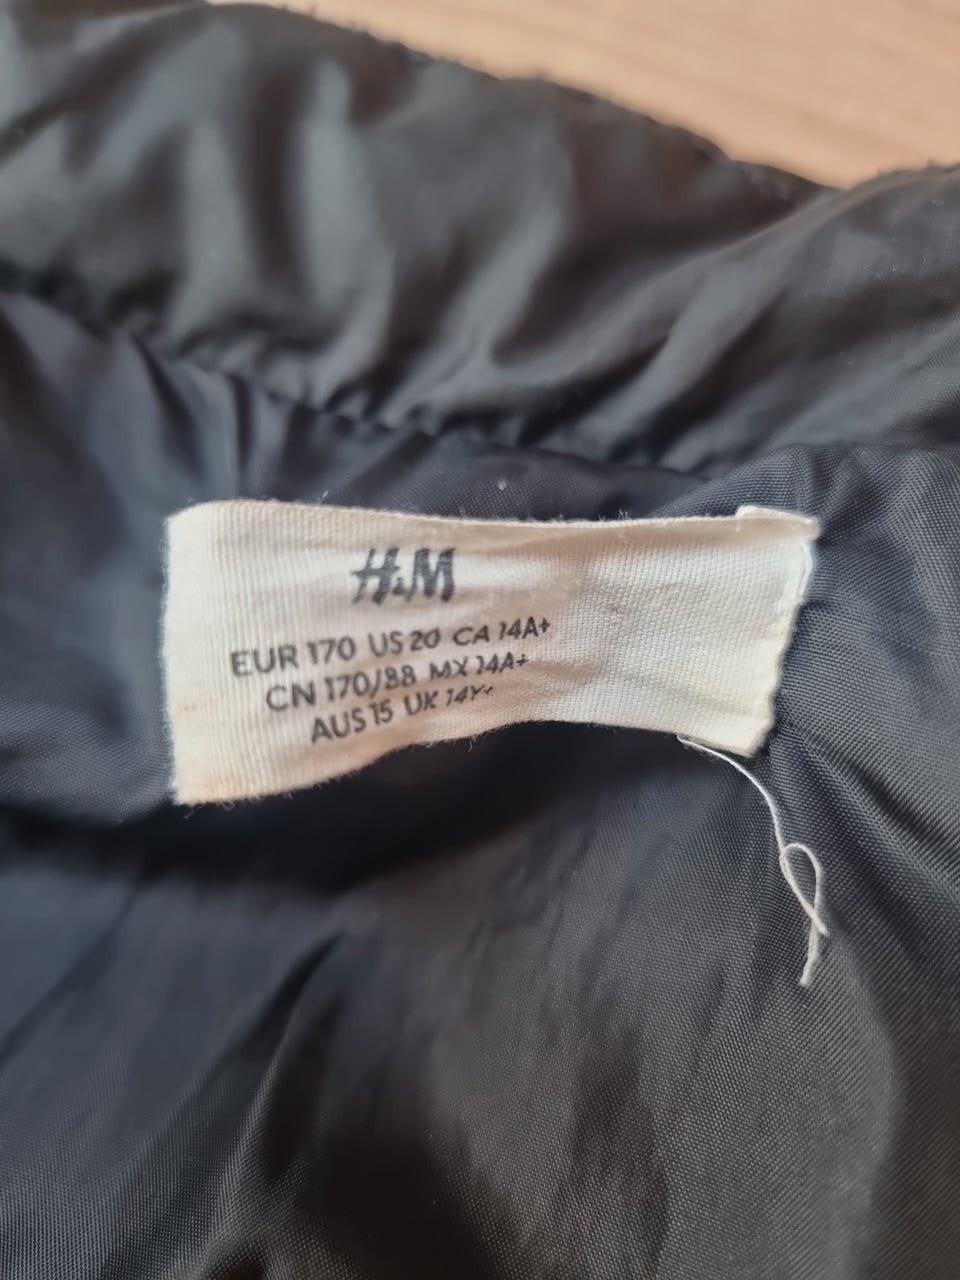 H&M
EUR 170 US 20 CA 14A+
CN 170/88 MX 14A+
AUS 15 UK 14Y+